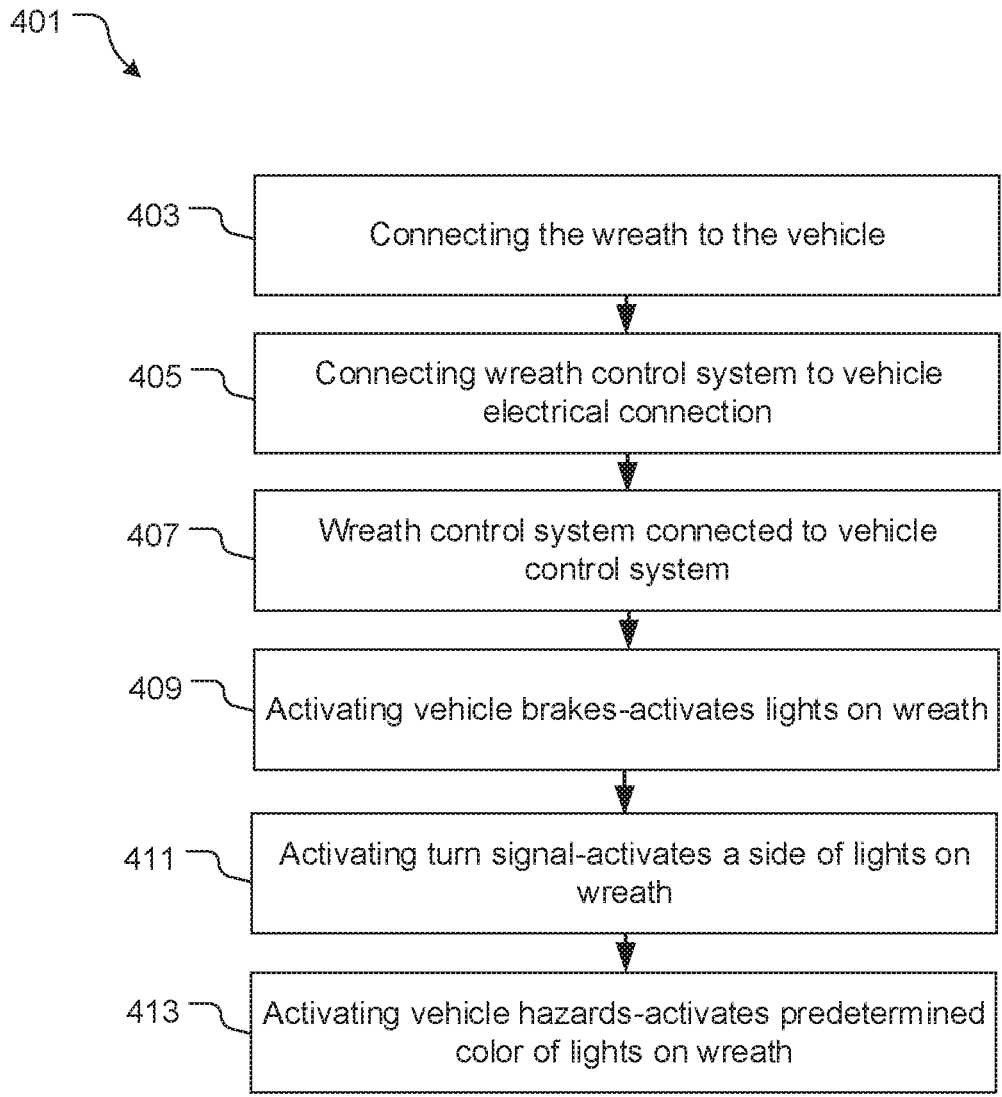 401
403
Connecting the wreath to the vehicle
405
Connecting wreath control system to vehicle
electrical connection
407
Wreath control system connected to vehicle
control system
409
Activating vehicle brakes-activates lights on wreath
411
Activating turn signal-activates a side of lights on
wreath
413
Activating vehicle hazards-activates predetermined
color of lights on wreath